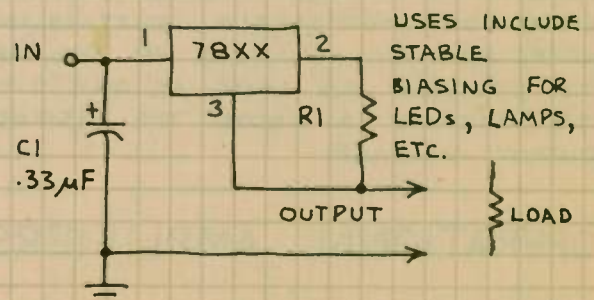 USES INCLUDE
STABLE
BIASING FOR
LEDs, LAMPS,
ETC.
IN
1
78XX
2
3
R1
+
C1
.33µF
OUTPUT
LOAD